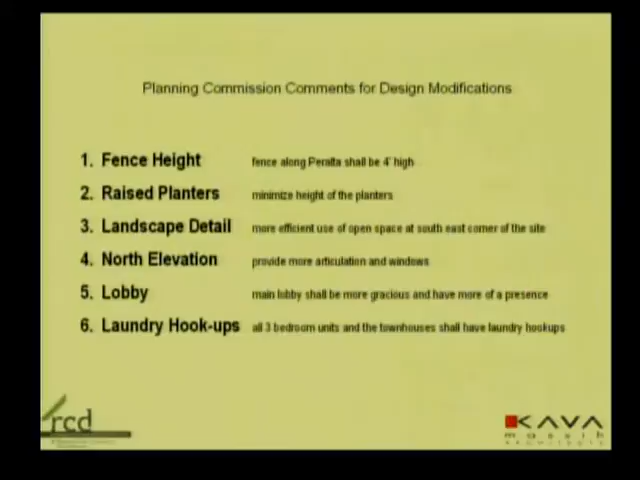 Planning Commission Comments for Design Modifications
1. Fence Height fence along Peralta shall be 4' high
2. Raised Planters minimize height of the planters
3. Landscape Detail more efficient use of open space at south east corner of the site
4. North Elevation provide more articulation and windows
5. Lobby main lobby shall be more gracious and have more of a presence
6. Laundry Hook-ups all 3 bedroom units and the townhouses shall have laundry hookups
rcd
KAVA
massih
architects